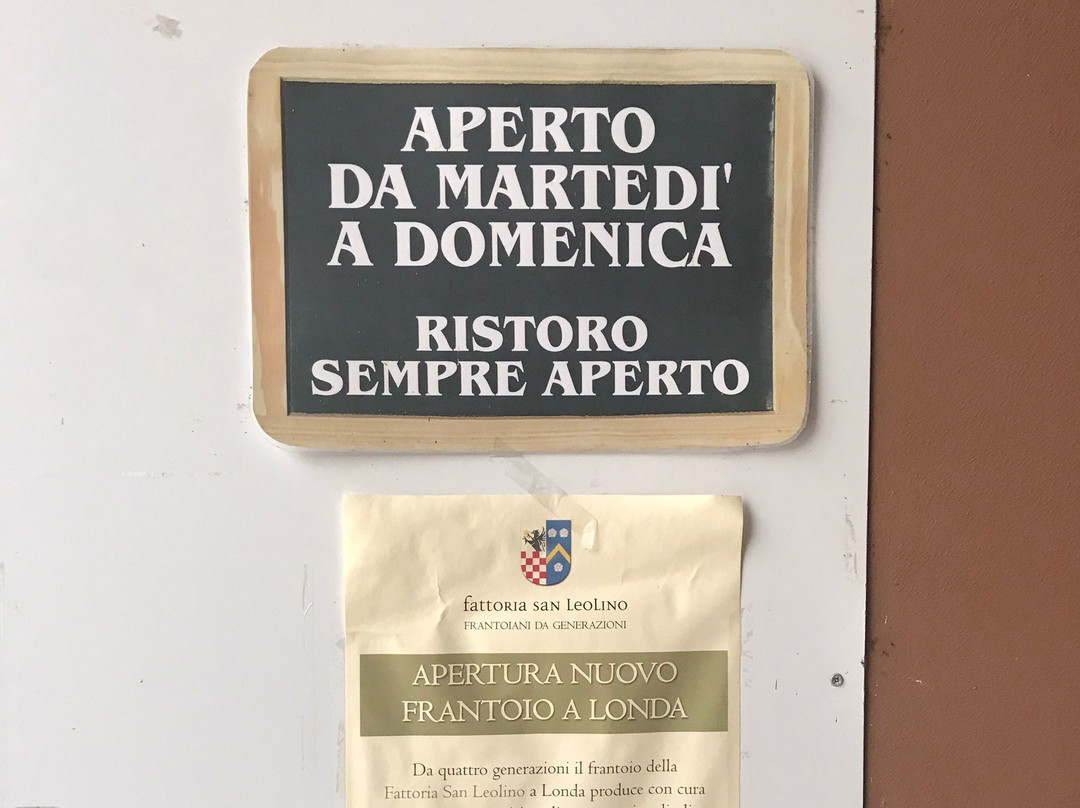 APERTO
DA MARTEDI'
A DOMENICA
RISTORO
SEMPRE APERTO
fattoria san Leolino
FRANTOIANI DA GENERAZIONI
APERTURA NUOVO
FRANTOIO A LONDA
Da quattro generazioni il frantoio della
Fattoria San Leolino a Londa produce con cura